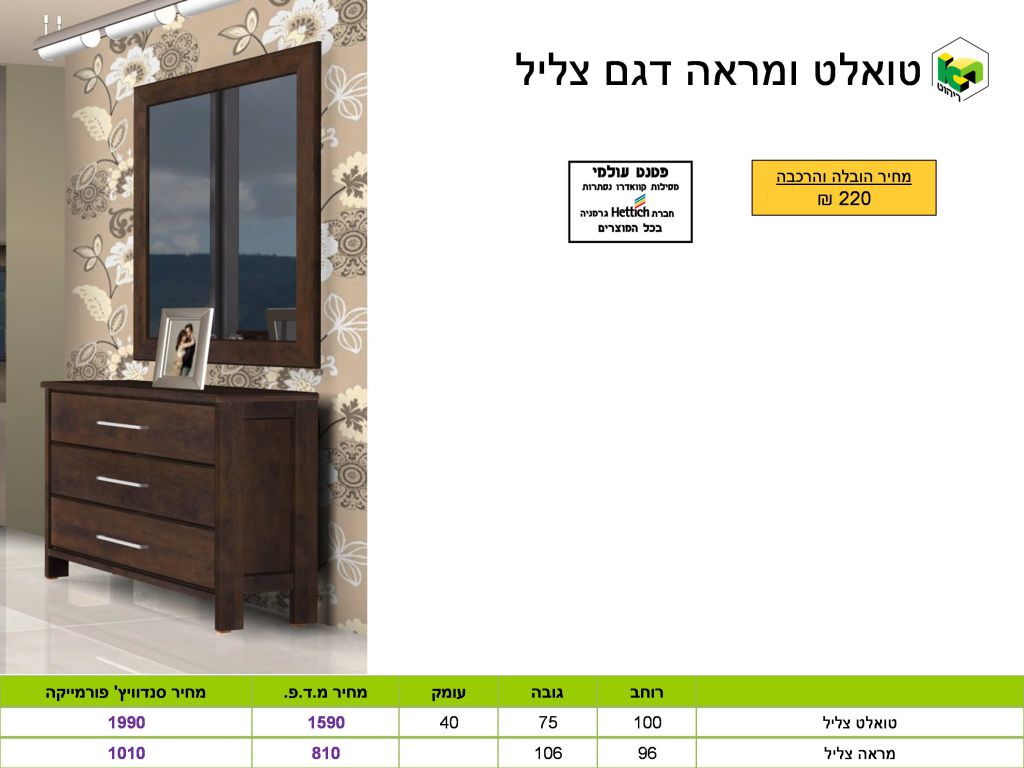 טואלט ומראה דגם צליל
ריהוט
מחיר הובלה והרכבה
220 ₪
פטנט עולמי
מסילות קוואדרו נסתרות
חברת Hettich גרמניה
בכל המוצרים
רוחב גובה עומק מחיר מ.ד.פ. מחיר סנדוויץ' פורמייקה
טואלט צליל 100 75 40 1590 1990
מראה צליל 96 106 810 1010